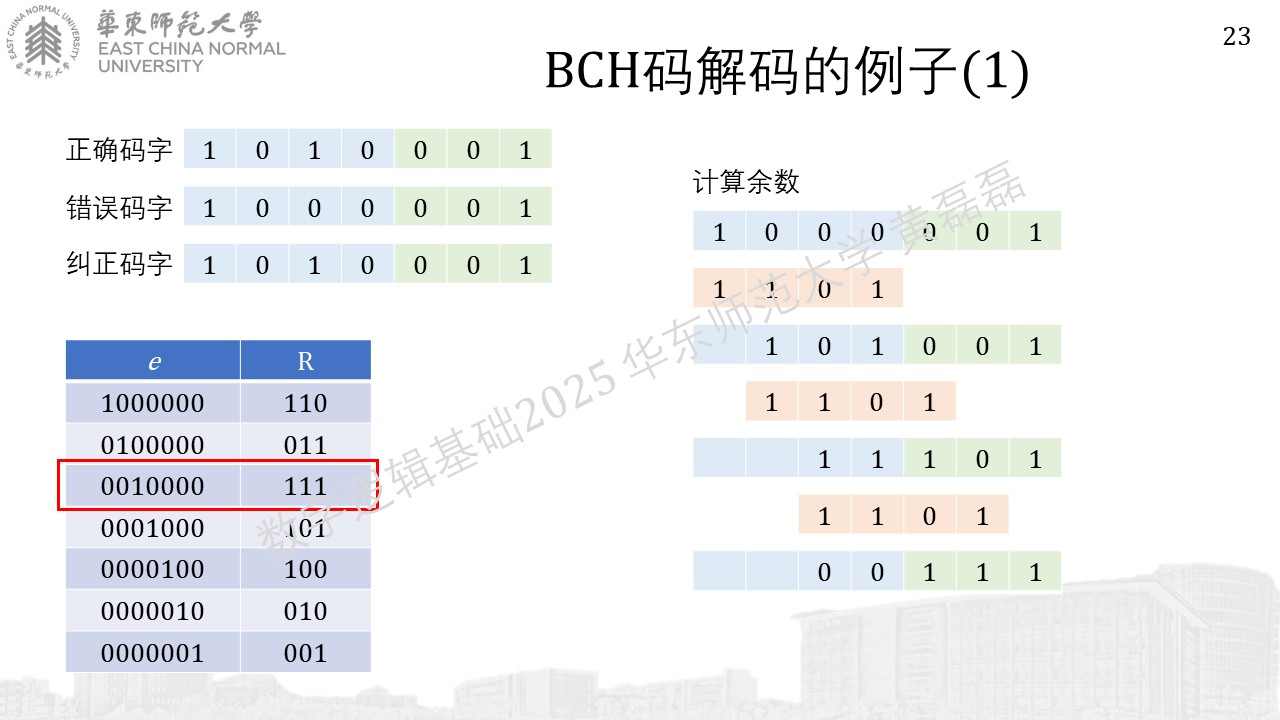 華東師範大學
EAST CHINA NORMAL
UNIVERSITY
EAST CHINA NORMAL UNIVERSITY
華東师范大学
23
BCH码解码的例子(1)
正确码字 1 0 1 0 0 0 1
错误码字 1 0 0 0 0 0 1
纠正码字 1 0 1 0 0 0 1
计算余数
1 0 0 0 0 0 1
1 1 0 1
1 0 1 0 0 1
1 1 0 1
1 1 1 0 1
1 1 0 1
0 0 1 1 1
e R
1000000 110
0100000 011
0010000 111
0001000 101
0000100 100
0000010 010
0000001 001
数字逻辑基础2025 华东师范大学 黄磊磊